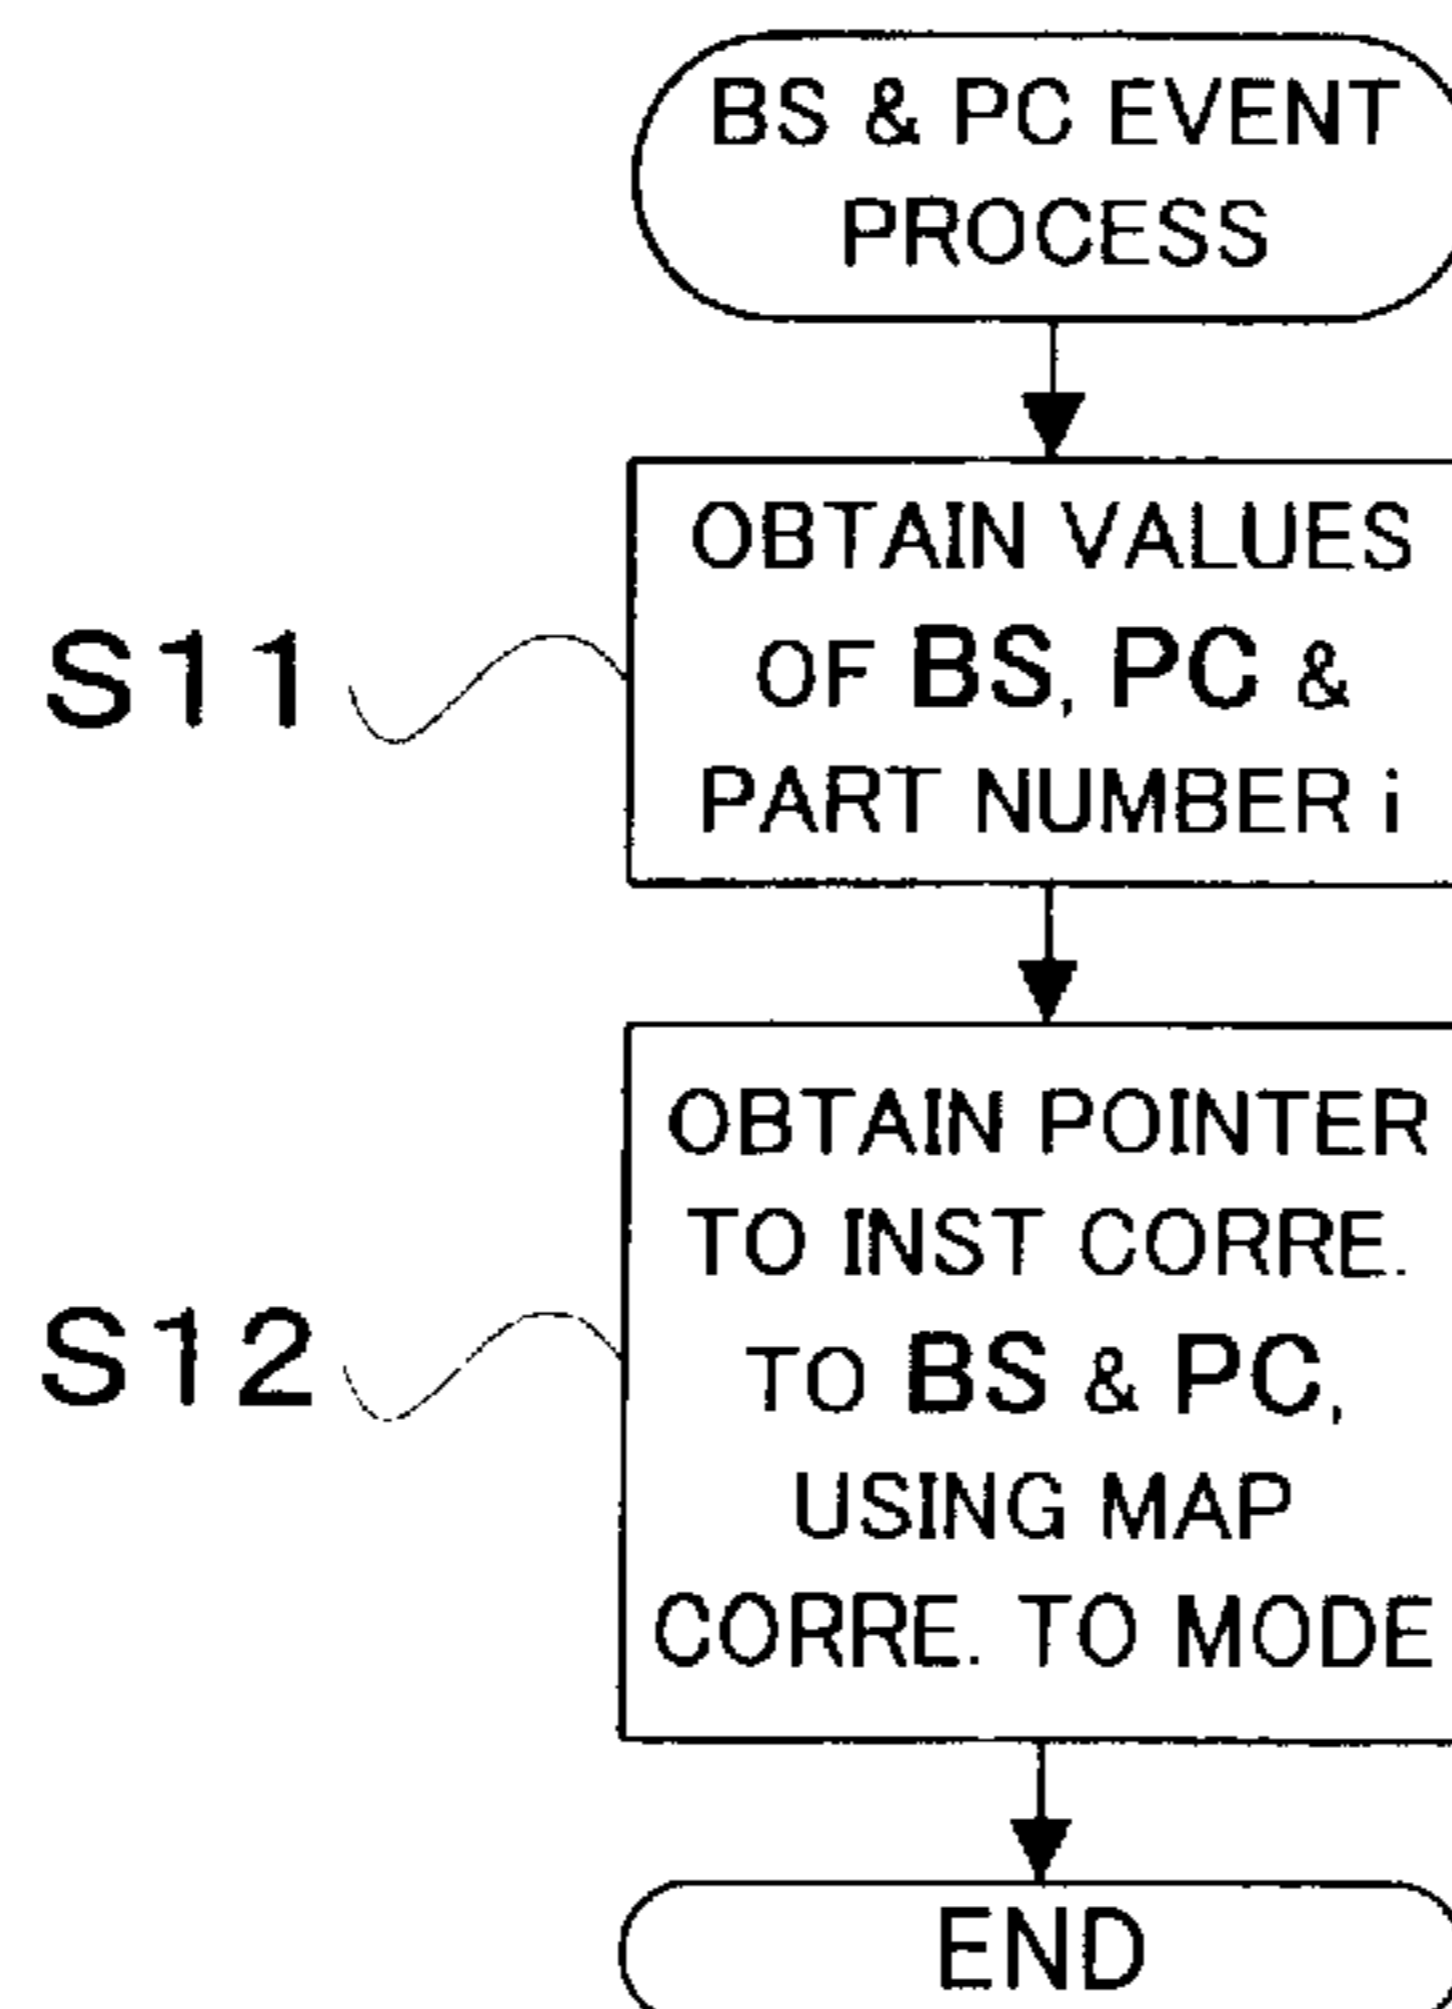 BS & PC EVENT
PROCESS
S11
OBTAIN VALUES
OF BS, PC &
PART NUMBER i
S12
OBTAIN POINTER
TO INST CORRE.
TO BS & PC,
USING MAP
CORRE. TO MODE
END